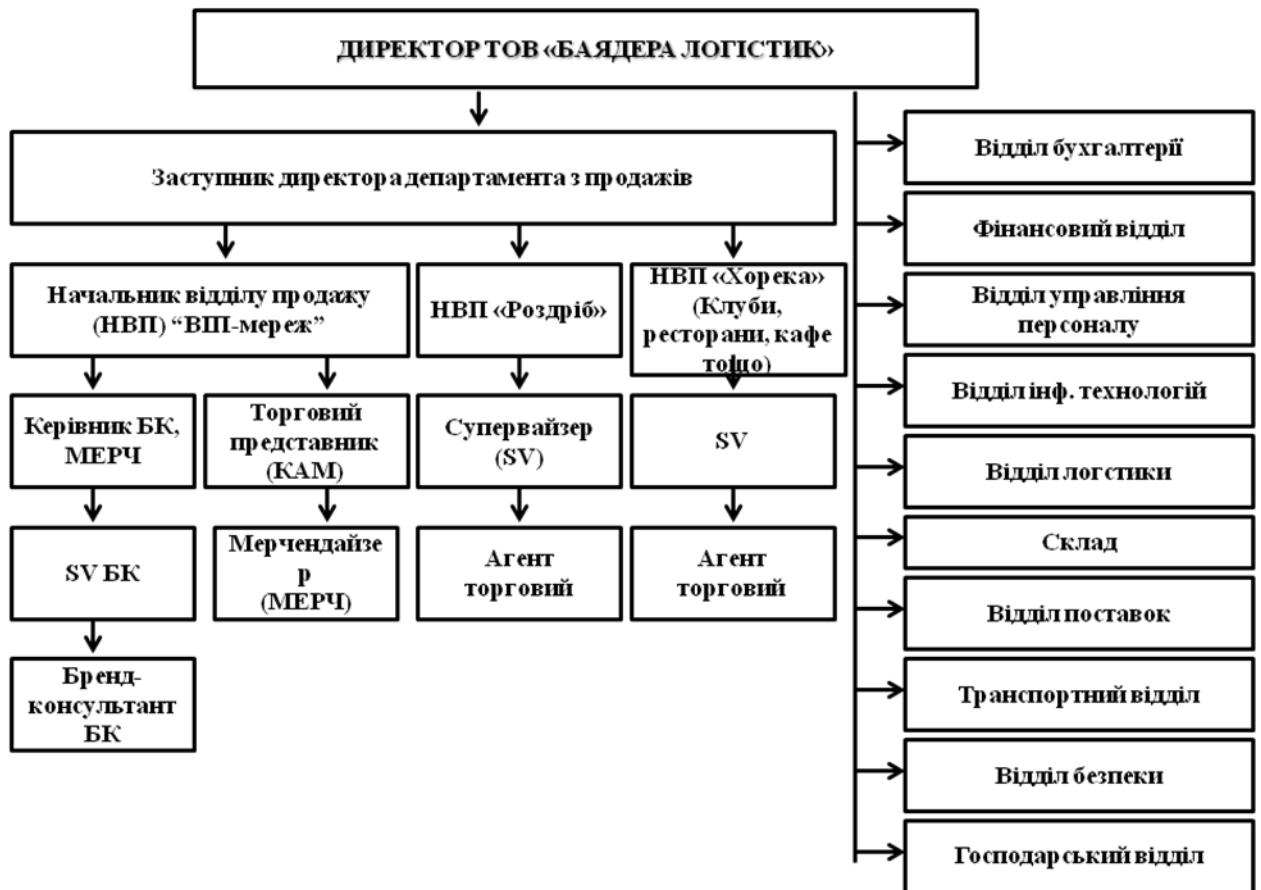 ДИРЕКТОР ТОВ «БАЯДЕРА ЛОГІСТИК»
Заступник директора департамента з продажів
Начальник відділу продажу
(НВП) “ВІП-мереж”
НВП «Роздріб»
НВП «Хорека»
(Клуби,
ресторани, кафе
тощо)
Керівник БК,
МЕРЧ
Торговий
представник
(КАМ)
Супервайзер
(SV)
SV
SV БК
Мерчендайзе
р
(МЕРЧ)
Агент
торговий
Агент
торговий
Бренд-
консультант
БК
Відділ бухгалтерії
Фінансовий відділ
Відділ управління
персоналу
Відділ інф. технологій
Відділ логстики
Склад
Відділ поставок
Транспортний відділ
Відділ безпеки
Господарський відділ